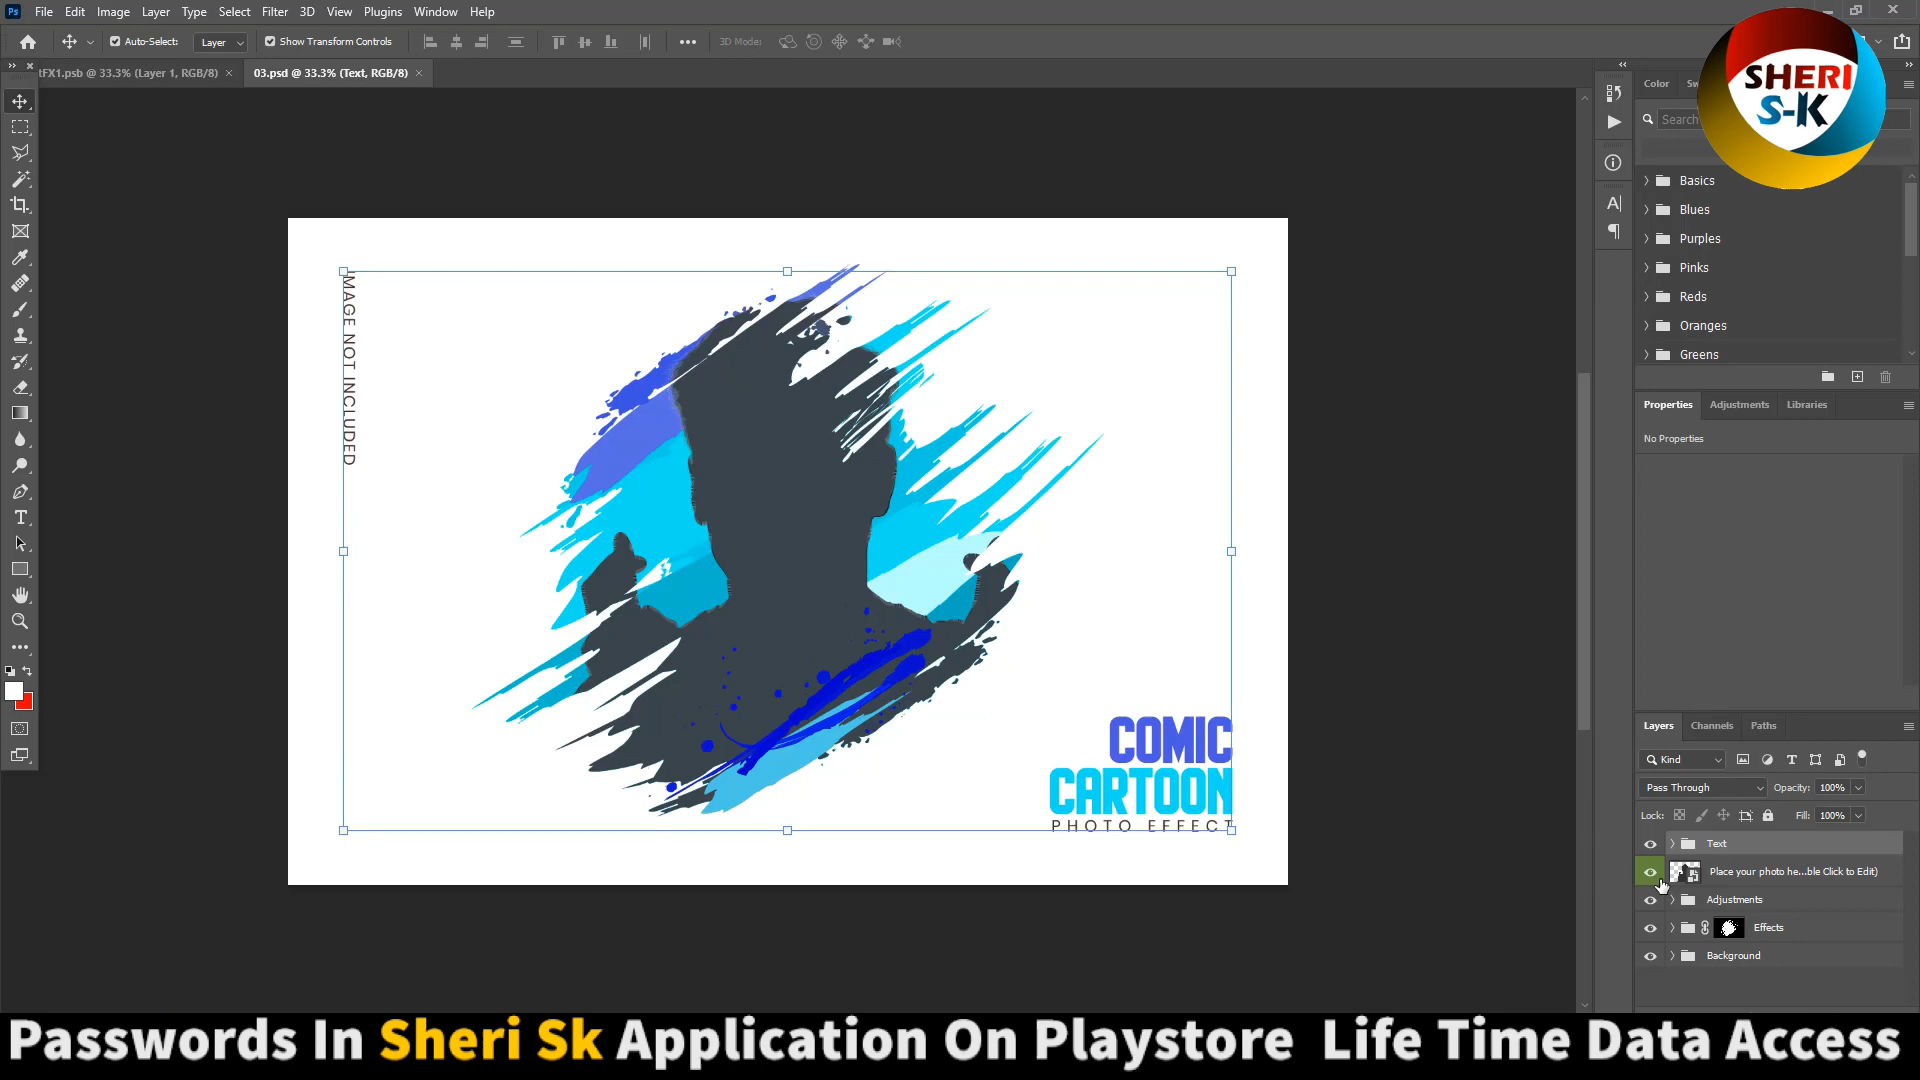 Ps File Edit Image Layer Type Select Filter 3D View Plugins Window Help
Auto-Select: Layer Show Transform Controls 3D Mode:
tFX1.psb @ 33.3% (Layer 1, RGB/8) × 03.psd @ 33.3% (Text, RGB/8) ×
SHERI
S-K
Color Sw
Search
Basics
Blues
Purples
Pinks
Reds
Oranges
Greens
Properties Adjustments Libraries
No Properties
IMAGE NOT INCLUDED
COMIC
CARTOON
PHOTO EFFECT
Layers Channels Paths
Kind
Pass Through Opacity: 100%
Lock: Fill: 100%
Text
Place your photo he...ble Click to Edit)
Adjustments
Effects
Background
Passwords In Sheri Sk Application On Playstore Life Time Data Access